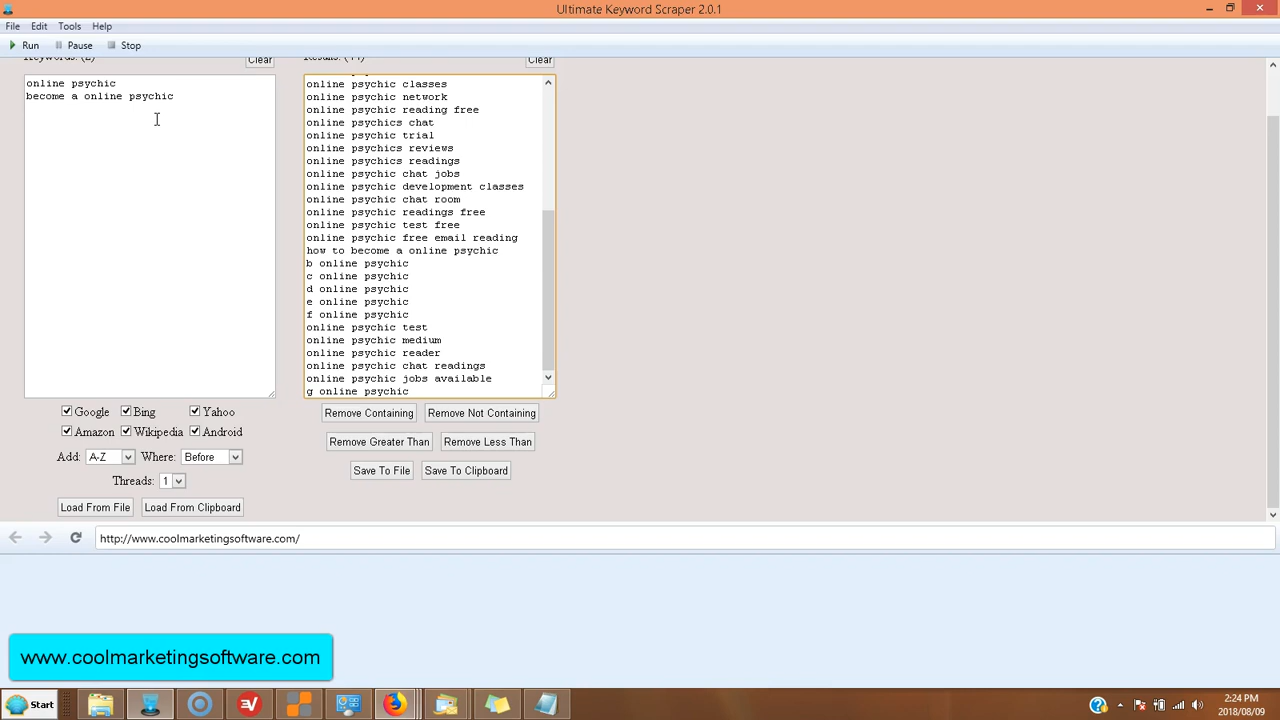 Ultimate Keyword Scraper 2.0.1
File Edit Tools Help
Run Pause Stop
Clear
Clear
online psychic
become a online psychic
online psychic classes
online psychic network
online psychic reading free
online psychics chat
online psychic trial
online psychics reviews
online psychics readings
online psychic chat jobs
online psychic development classes
online psychic chat room
online psychic readings free
online psychic test free
online psychic free email reading
how to become a online psychic
b online psychic
c online psychic
d online psychic
e online psychic
f online psychic
online psychic test
online psychic medium
online psychic reader
online psychic chat readings
online psychic jobs available
g online psychic
Google Bing Yahoo
Amazon Wikipedia Android
Add: A-Z Where: Before
Threads: 1
Load From File Load From Clipboard
Remove Containing Remove Not Containing
Remove Greater Than Remove Less Than
Save To File Save To Clipboard
http://www.coolmarketingsoftware.com/
www.coolmarketingsoftware.com
Start
2:24 PM
2018/08/09